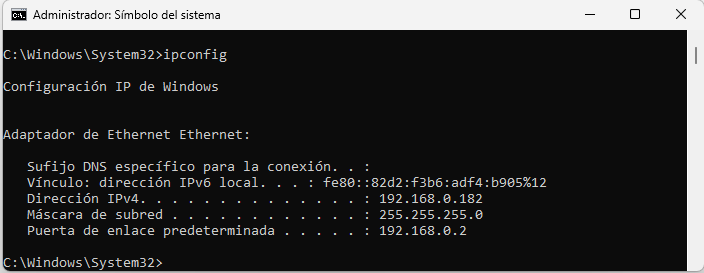 Administrador: Símbolo del sistema
C:\Windows\System32>ipconfig
Configuración IP de Windows
Adaptador de Ethernet Ethernet:
Sufijo DNS específico para la conexión. . :
Vínculo: dirección IPv6 local. . . : fe80::82d2:f3b6:adf4:b905%12
Dirección IPv4. . . . . . . . . . . . . . : 192.168.0.182
Máscara de subred . . . . . . . . . . . . : 255.255.255.0
Puerta de enlace predeterminada . . . . . : 192.168.0.2
C:\Windows\System32>